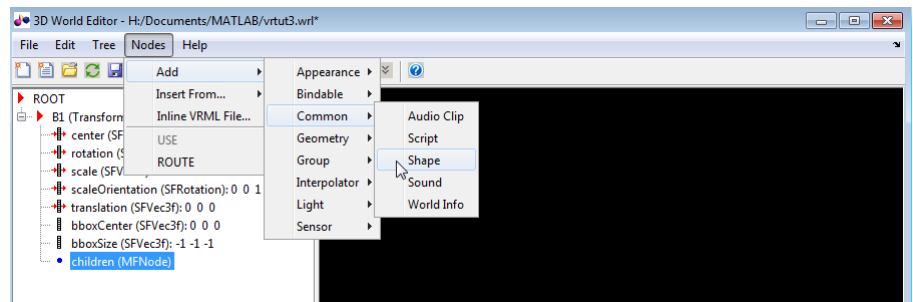 3D World Editor - H:/Documents/MATLAB/vrtut3.wrl*
File Edit Tree Nodes Help
Add
Insert From...
Inline VRML File...
USE
ROUTE
Appearance
Bindable
Common
Geometry
Group
Interpolator
Light
Sensor
Audio Clip
Script
Shape
Sound
World Info
ROOT
B1 (Transform
center (SF
rotation (S
scale (SFV
scaleOrientation (SFRotation): 0 0 1
translation (SFVec3f): 0 0 0
bboxCenter (SFVec3f): 0 0 0
bboxSize (SFVec3f): -1 -1 -1
children (MFNode)